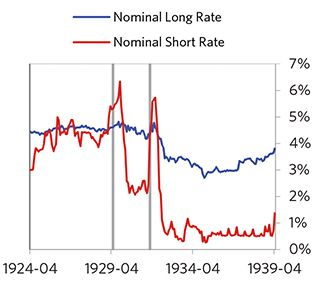 Nominal Long Rate
Nominal Short Rate
7%
6%
5%
4%
3%
2%
1%
0%
1924-04 1929-04 1934-04 1939-04